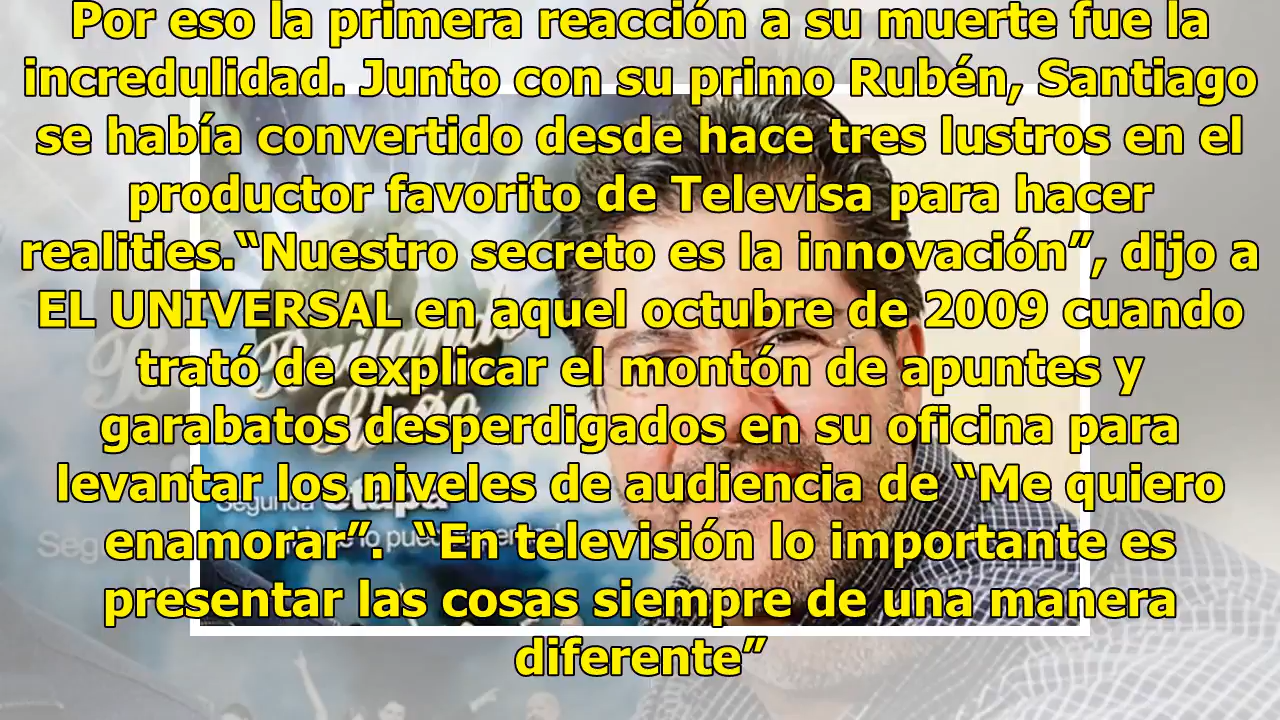 Por eso la primera reacción a su muerte fue la
incredulidad. Junto con su primo Rubén, Santiago
se había convertido desde hace tres lustros en el
productor favorito de Televisa para hacer
realities.“Nuestro secreto es la innovación”, dijo a
EL UNIVERSAL en aquel octubre de 2009 cuando
trató de explicar el montón de apuntes y
garabatos desperdigados en su oficina para
levantar los niveles de audiencia de “Me quiero
enamorar”. “En televisión lo importante es
presentar las cosas siempre de una manera
diferente”
Bailando
Segunda etapa